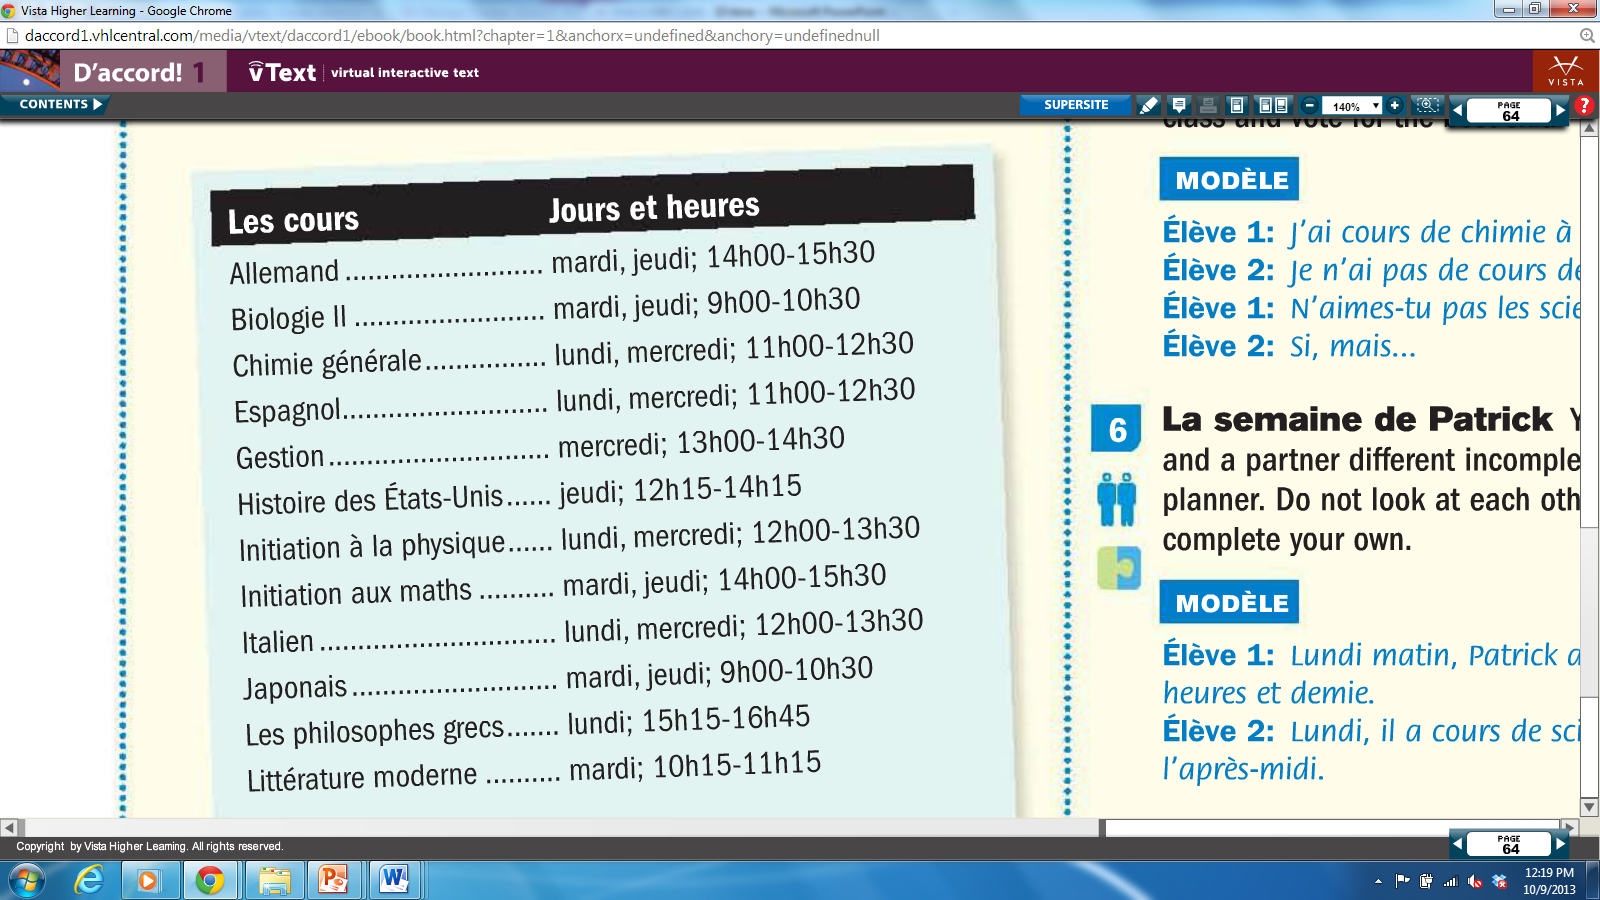 Vista Higher Learning - Google Chrome
daccord1.vhlcentral.com/media/vtext/daccord1/ebook/book.html?chapter=1&anchorx=undefined&anchory=undefinednull
D'accord! 1 vText virtual interactive text
VISTA
CONTENTS
SUPERSITE
140%
PAGE
64
?
class and vote for the
Les cours Jours et heures
Allemand .......................... mardi, jeudi; 14h00-15h30
Biologie II ......................... mardi, jeudi; 9h00-10h30
Chimie générale................ lundi, mercredi; 11h00-12h30
Espagnol........................... lundi, mercredi; 11h00-12h30
Gestion............................. mercredi; 13h00-14h30
Histoire des États-Unis...... jeudi; 12h15-14h15
Initiation à la physique...... lundi, mercredi; 12h00-13h30
Initiation aux maths .......... mardi, jeudi; 14h00-15h30
Italien ............................... lundi, mercredi; 12h00-13h30
Japonais........................... mardi, jeudi; 9h00-10h30
Les philosophes grecs....... lundi; 15h15-16h45
Littérature moderne .......... mardi; 10h15-11h15
MODÈLE
Élève 1: J'ai cours de chimie à
Élève 2: Je n'ai pas de cours de
Élève 1: N'aimes-tu pas les scie
Élève 2: Si, mais...
6 La semaine de Patrick Y
and a partner different incomple
planner. Do not look at each oth
complete your own.
MODÈLE
Élève 1: Lundi matin, Patrick a
heures et demie.
Élève 2: Lundi, il a cours de sci
l'après-midi.
Copyright by Vista Higher Learning. All rights reserved.
PAGE
64
12:19 PM
10/9/2013